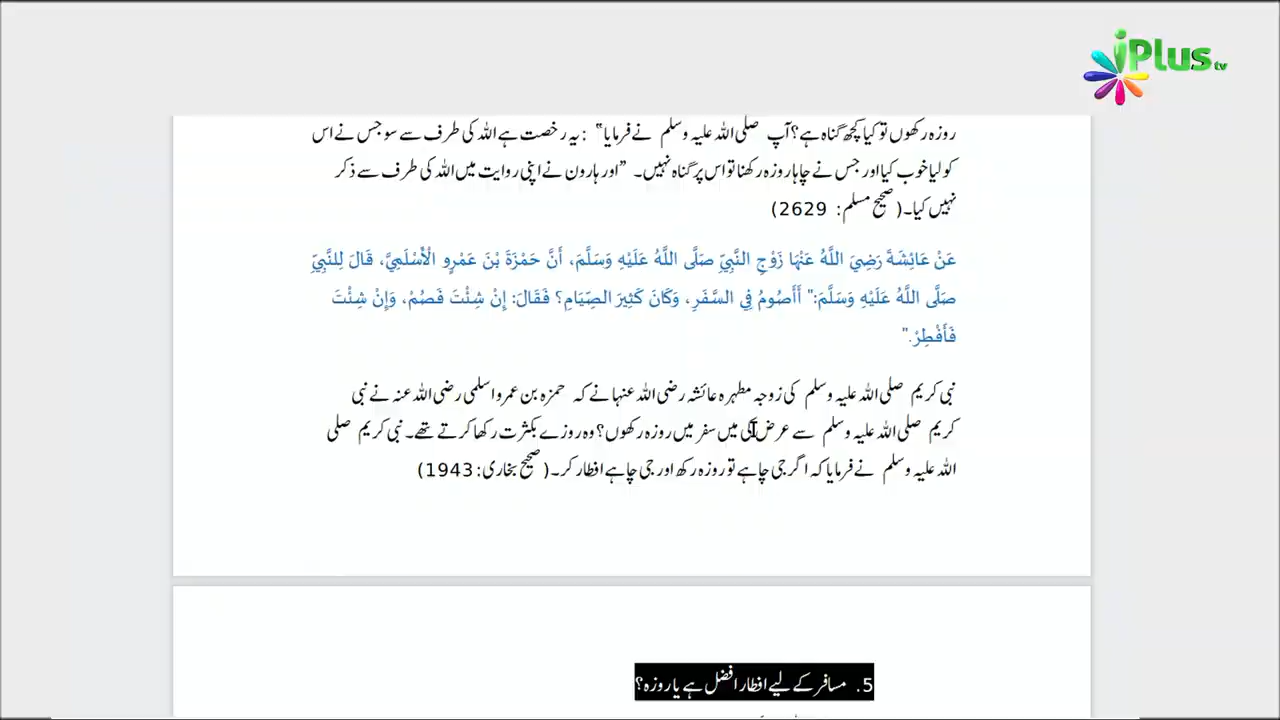 iPlus tv
روزہ رکھوں تو کیا کچھ گناہ ہے؟ آپ صلی اللہ علیہ وسلم نے فرمایا " : یہ رخصت ہے اللہ کی طرف سے سو جس نے اس
کو لیا خوب کیا اور جس نے چاہا روزہ رکھنا تو اس پر گناہ نہیں۔ " اور ہارون نے اپنی روایت میں اللہ کی طرف سے ذکر
نہیں کیا۔ (صحیح مسلم: 2629)
عَنْ عَائِشَةَ رَضِيَ اللَّهُ عَنْهَا زَوْجِ النَّبِيِّ صَلَّى اللَّهُ عَلَيْهِ وَسَلَّمَ، أَنَّ حَمْزَةَ بْنَ عَمْرٍو الْأَسْلَمِيَّ، قَالَ لِلنَّبِيِّ
صَلَّى اللَّهُ عَلَيْهِ وَسَلَّمَ:" أَأَصُومُ فِي السَّفَرِ، وَكَانَ كَثِيرَ الصِّيَامِ؟ فَقَالَ: إِنْ شِئْتَ فَصُمْ، وَإِنْ شِئْتَ
فَأَفْطِرْ."
نبی کریم صلی اللہ علیہ وسلم کی زوجہ مطہرہ عائشہ رضی اللہ عنہا نے کہ حمزہ بن عمرو اسلمی رضی اللہ عنہ نے نبی
کریم صلی اللہ علیہ وسلم سے عرض کی میں سفر میں روزہ رکھوں؟ وہ روزے بکثرت رکھا کرتے تھے۔ نبی کریم صلی
اللہ علیہ وسلم نے فرمایا کہ اگر جی چاہے تو روزہ رکھ اور جی چاہے افطار کر۔ (صحیح بخاری: 1943)
5. مسافر کے لیے افطار افضل ہے یا روزہ؟